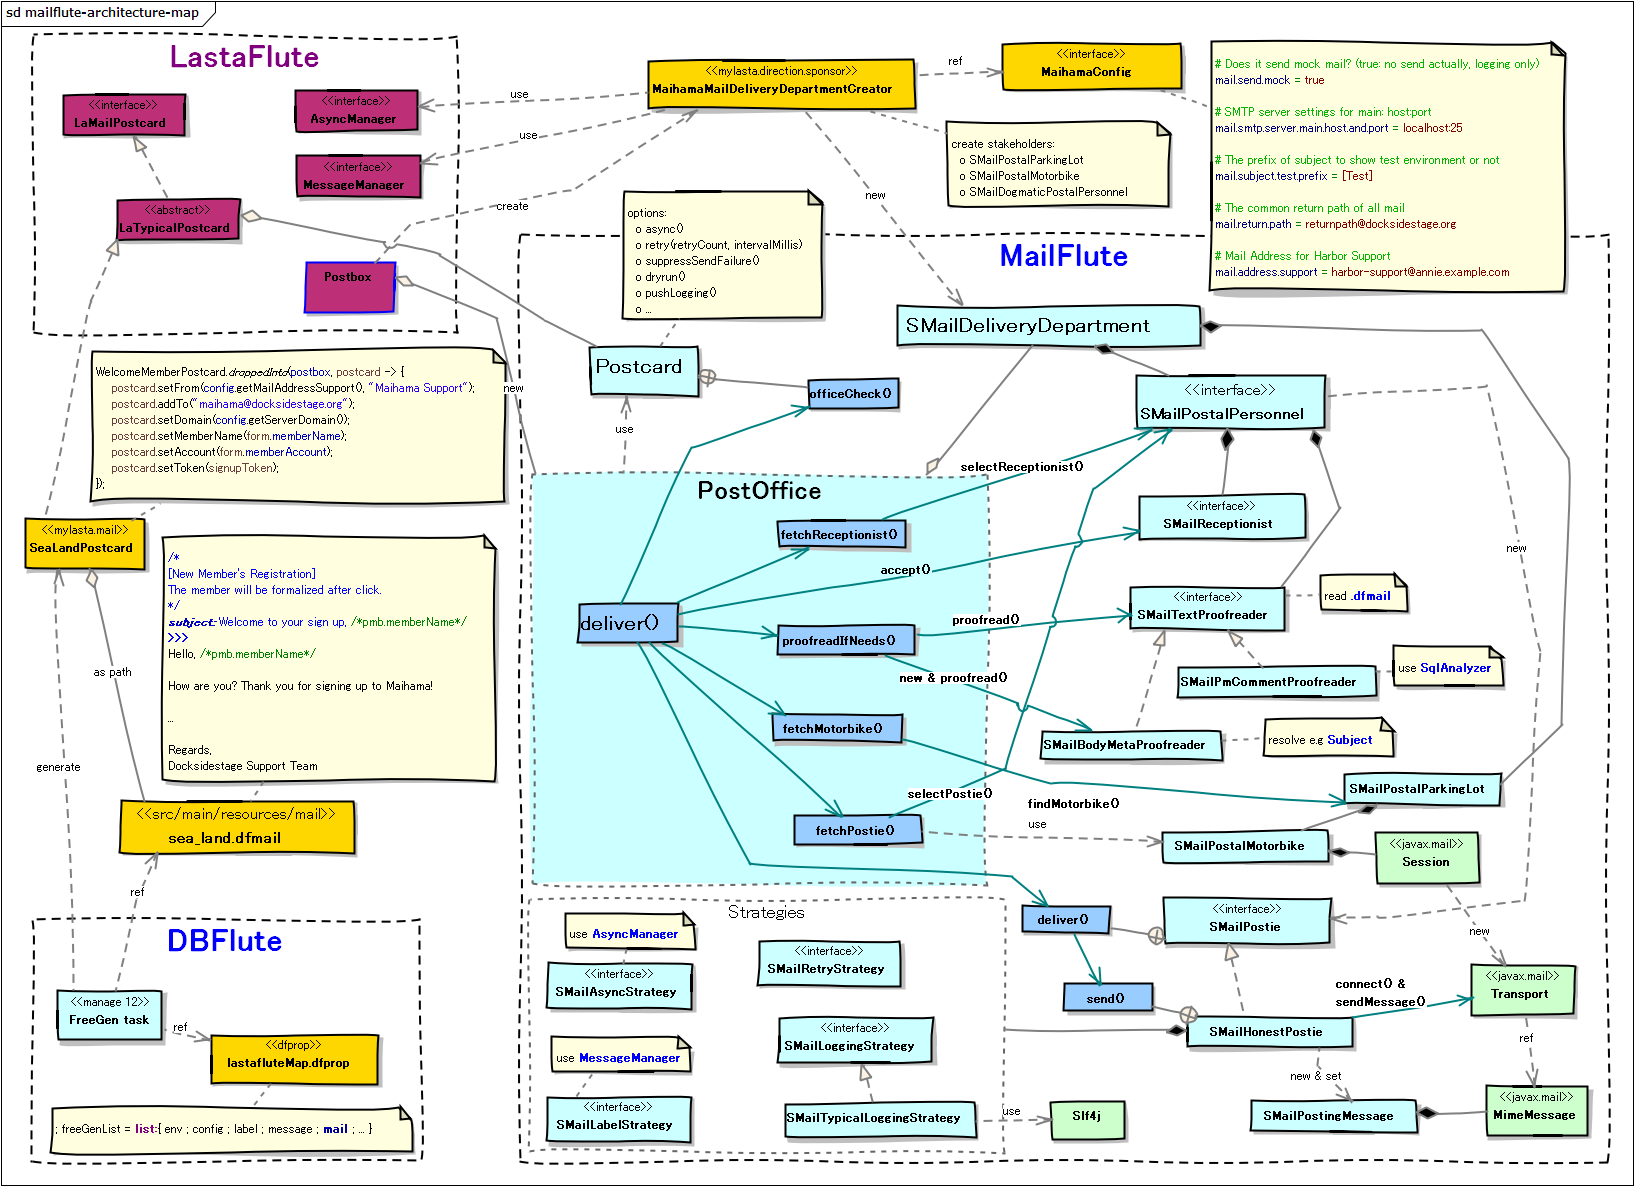 sd mailflute-architecture-map
LastaFlute
<<interface>>
LaMailPostcard
<<interface>>
AsyncManager
<<interface>>
MessageManager
<<abstract>>
LaTypicalPostcard
Postbox
use
use
create
<<mylasta.direction.sponsor>>
MaihamaMailDeliveryDepartmentCreator
ref
<<interface>>
MaihamaConfig
create stakeholders:
o SMailPostalParkingLot
o SMailPostalMotorbike
o SMailDogmaticPostalPersonnel
new
# Does it send mock mail? (true: no send actually, logging only)
mail.send.mock = true
# SMTP server settings for main: host:port
mail.smtp.server.main.host.and.port = localhost:25
# The prefix of subject to show test environment or not
mail.subject.test.prefix = [Test]
# The common return path of all mail
mail.return.path = returnpath@docksidestage.org
# Mail Address for Harbor Support
mail.address.support = harbor-support@annie.example.com
options:
o async()
o retry(retryCount, intervalMillis)
o suppressSendFailure()
o dryrun()
o pushLogging()
o ...
MailFlute
SMailDeliveryDepartment
Postcard
officeCheck()
new
use
<<interface>>
SMailPostalPersonnel
WelcomeMemberPostcard.droppedInto(postbox, postcard -> {
postcard.setFrom(config.getMailAddressSupport(), "Maihama Support");
postcard.addTo("maihama@docksidestage.org");
postcard.setDomain(config.getServerDomain());
postcard.setMemberName(form.memberName);
postcard.setAccount(form.memberAccount);
postcard.setToken(signupToken);
});
<<mylasta.mail>>
SeaLandPostcard
/*
[New Member's Registration]
The member will be formalized after click.
*/
subject: Welcome to your sign up, /*pmb.memberName*/
>>>
Hello, /*pmb.memberName*/
How are you? Thank you for signing up to Maihama!
...
Regards,
Docksidestage Support Team
as path
generate
<<src/main/resources/mail>>
sea_land.dfmail
ref
DBFlute
<<manage 12>>
FreeGen task
ref
<<dfprop>>
lastafluteMap.dfprop
; freeGenList = list:{ env ; config ; label ; message ; mail ; ... }
PostOffice
selectReceptionist()
fetchReceptionist()
accept()
deliver()
proofreadIfNeeds()
proofread()
new & proofread()
fetchMotorbike()
selectPostie()
fetchPostie()
findMotorbike()
use
<<interface>>
SMailReceptionist
new
<<interface>>
SMailTextProofreader
read .dfmail
SMailPmCommentProofreader
use SqlAnalyzer
SMailBodyMetaProofreader
resolve e.g Subject
SMailPostalParkingLot
SMailPostalMotorbike
<<javax.mail>>
Session
Strategies
use AsyncManager
<<interface>>
SMailAsyncStrategy
<<interface>>
SMailRetryStrategy
use MessageManager
<<interface>>
SMailLabelStrategy
<<interface>>
SMailLoggingStrategy
SMailTypicalLoggingStrategy
use
Slf4j
deliver()
<<interface>>
SMailPostie
send()
SMailHonestPostie
connect() &
sendMessage()
new
<<javax.mail>>
Transport
ref
new & set
SMailPostingMessage
<<javax.mail>>
MimeMessage